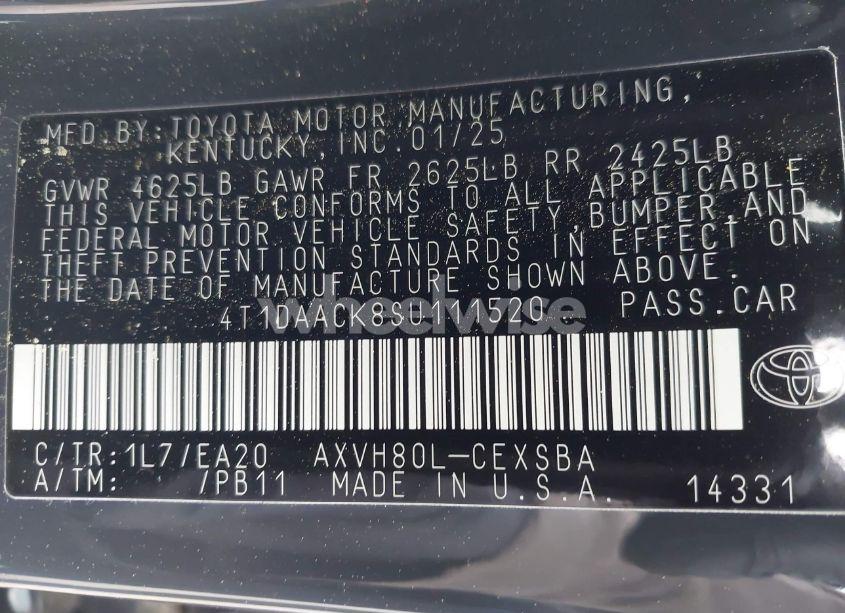 MFD.BY:TOYOTA MOTOR MANUFACTURING,
KENTUCKY,INC.01/25
GVWR 4625LB GAWR FR 2625LB RR 2425LB
THIS VEHICLE CONFORMS TO ALL APPLICABLE
FEDERAL MOTOR VEHICLE SAFETY,BUMPER,AND
THEFT PREVENTION STANDARDS IN EFFECT ON
THE DATE OF MANUFACTURE SHOWN ABOVE.
PASS.CAR
wheelwise
C/TR:1L7/EA20 AXVH80L-CEXSBA
A/TM: /PB11 MADE IN U.S.A. 14331